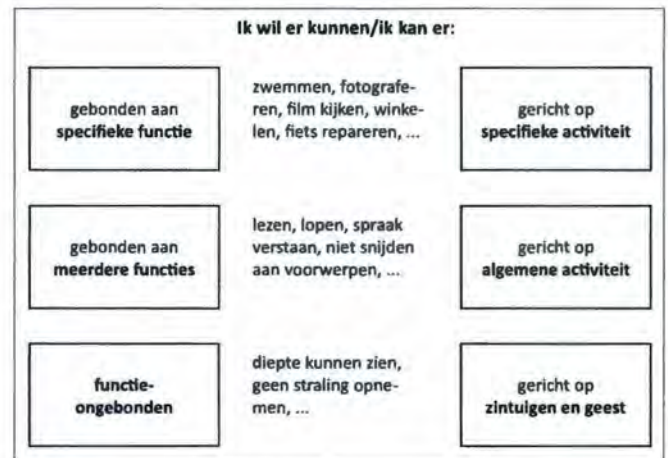 Ik wil er kunnen/ik kan er:
gebonden aan
specifieke functie
zwemmen, fotografe-
ren, film kijken, winke-
len, fiets repareren, ...
gericht op
specifieke activiteit
gebonden aan
meerdere functies
lezen, lopen, spraak
verstaan, niet snijden
aan voorwerpen, ...
gericht op
algemene activiteit
functie-
ongebonden
diepte kunnen zien,
geen straling opne-
men, ...
gericht op
zintuigen en geest